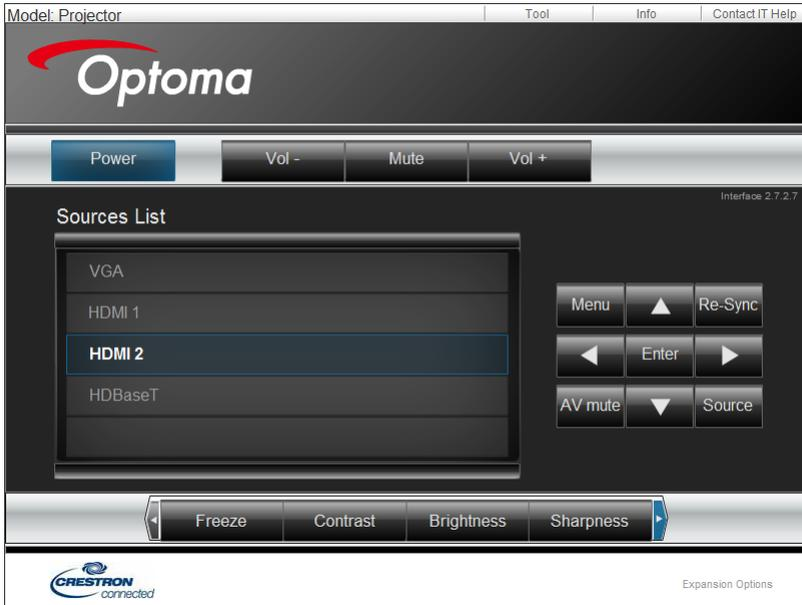 Model: Projector Tool Info Contact IT Help
Optoma
Power Vol - Mute Vol +
Interface 2.7.2.7
Sources List
VGA
HDMI 1
HDMI 2
HDBaseT
Menu Re-Sync
Enter
AV mute Source
Freeze Contrast Brightness Sharpness
CRESTRON
connected
Expansion Options